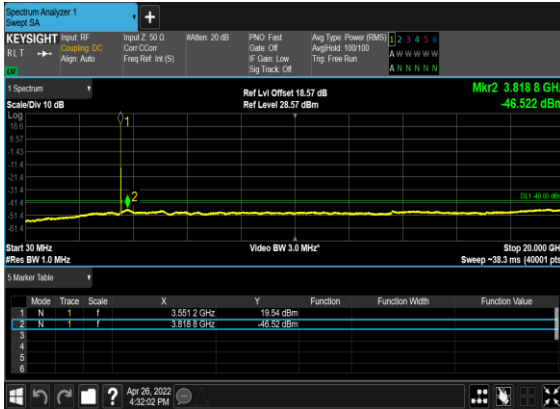 Spectrum Analyzer 1
Swept SA
+
KEYSIGHT Input: RF Input Z: 50 Ω #Atten: 20 dB PNO: Fast Avg Type: Power (RMS) 1 2 3 4 5 6
RLT Coupling: DC Corr CCorr Gate: Off Avg|Hold: 100/100 A W W W W W
Align: Auto Freq Ref: Int (S) IF Gain: Low Trig: Free Run
Sig Track: Off A N N N N N
1 Spectrum
Ref Lvl Offset 18.57 dB Mkr2 3.818 8 GHz
Scale/Div 10 dB Ref Level 28.57 dBm -46.522 dBm
Log
18.6
8.57
-1.43
-11.4
-21.4
-31.4
-41.4
-51.4
-61.4
1
2
DL1 -40.00 dBm
Start 30 MHz Video BW 3.0 MHz* Stop 20.000 GHz
#Res BW 1.0 MHz Sweep ~38.3 ms (40001 pts)
5 Marker Table
Mode Trace Scale X Y Function Function Width Function Value
1 N 1 f 3.551 2 GHz 19.54 dBm
2 N 1 f 3.818 8 GHz -46.52 dBm
3
4
5
6
? Apr 26, 2022
4:32:02 PM